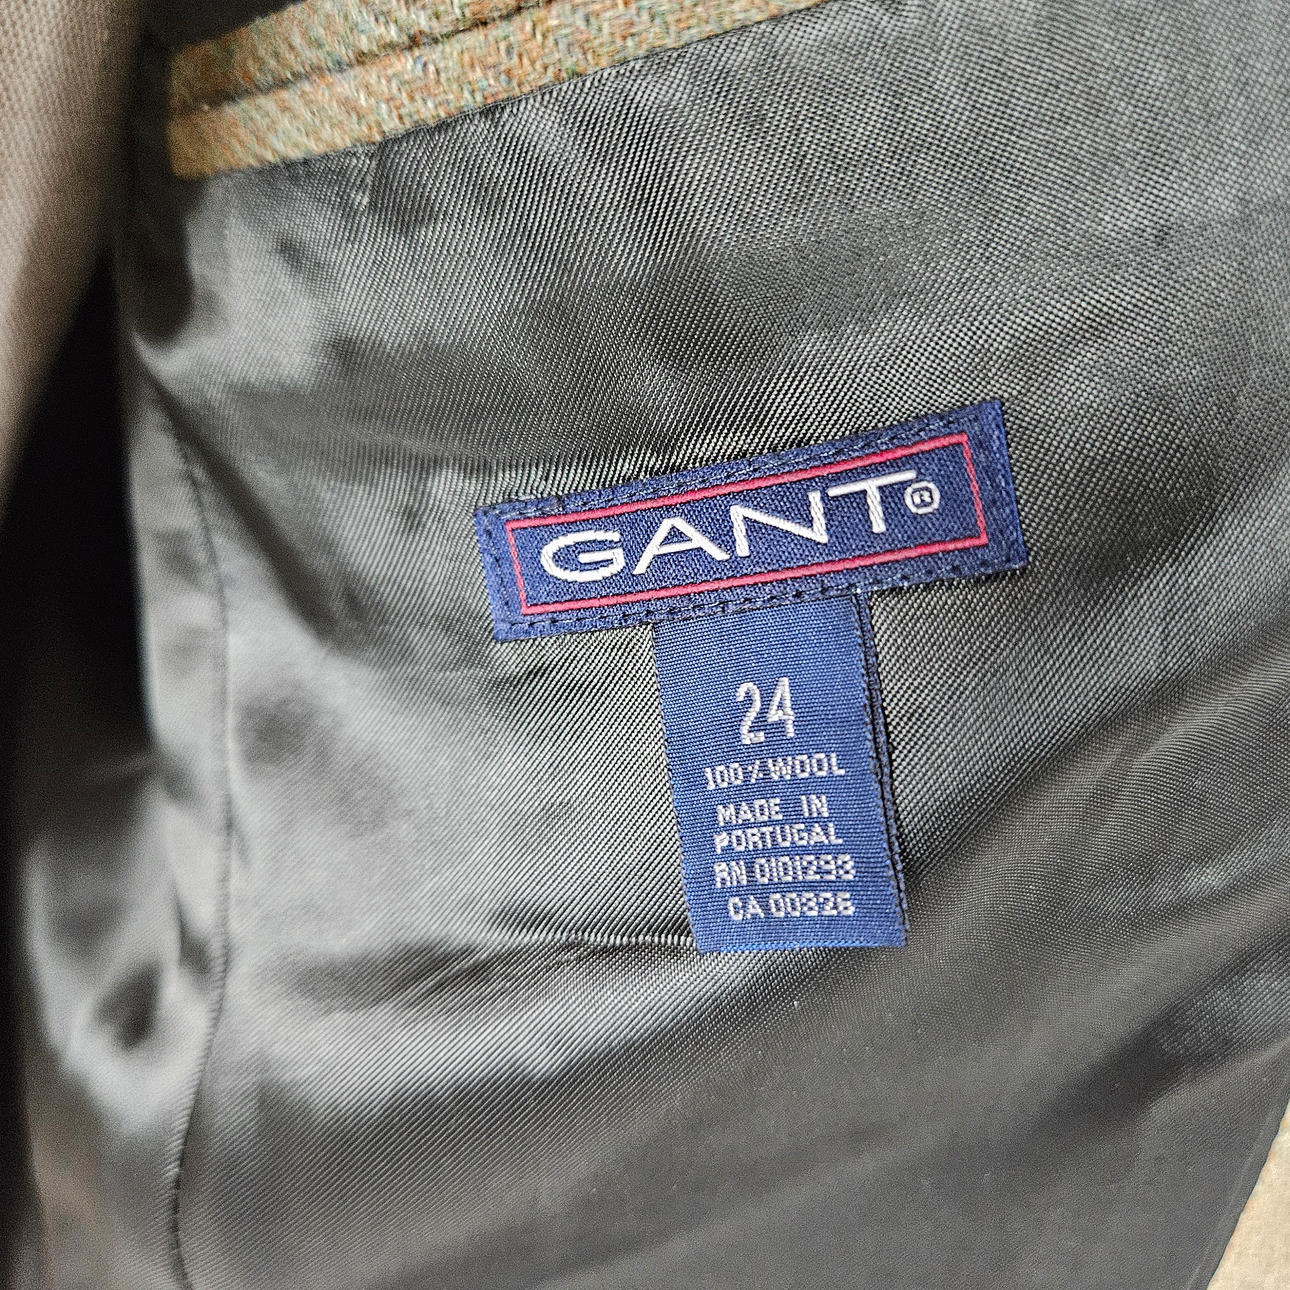 GANT®
24
100% WOOL
MADE IN
PORTUGAL
RN 0101293
CA 00326